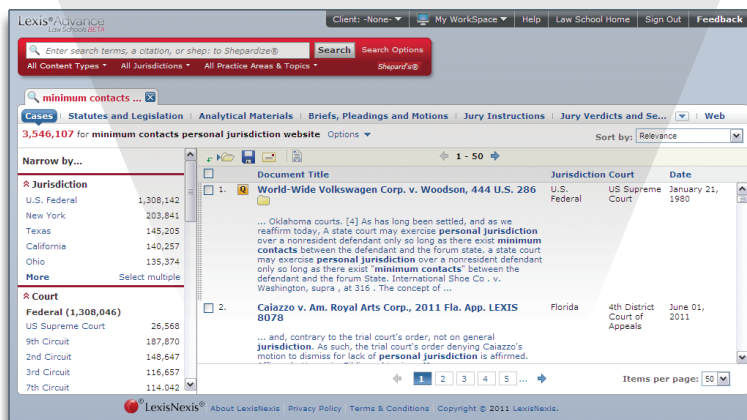 Lexis®Advance
Law Schools BETA
Client: -None- My WorkSpace Help Law School Home Sign Out Feedback
Enter search terms, a citation, or shep: to Shepardize® Search Search Options
All Content Types All Jurisdictions All Practice Areas & Topics Shepard's®
minimum contacts ...
Cases Statutes and Legislation Analytical Materials Briefs, Pleadings and Motions Jury Instructions Jury Verdicts and Se... Web
3,546,107 for minimum contacts personal jurisdiction website Options
Sort by: Relevance
Narrow by...
1 - 50
Document Title Jurisdiction Court Date
Jurisdiction
U.S. Federal 1,308,142
New York 203,841
Texas 145,205
California 140,257
Ohio 135,374
More Select multiple
Court
Federal (1,308,046)
US Supreme Court 26,568
9th Circuit 187,870
2nd Circuit 148,647
3rd Circuit 116,657
7th Circuit 114,042
1. Q World-Wide Volkswagen Corp. v. Woodson, 444 U.S. 286
U.S. Federal
US Supreme Court
January 21, 1980
... Oklahoma courts. [4] As has long been settled, and as we
reaffirm today, A state court may exercise personal jurisdiction
over a nonresident defendant only so long as there exist minimum
contacts between the defendant and the forum state. a state court
may exercise personal jurisdiction over a nonresident defendant
only so long as there exist "minimum contacts" between the
defendant and the forum State. International Shoe Co . v.
Washington, supra , at 316 . The concept of ...
2. Caiazzo v. Am. Royal Arts Corp., 2011 Fla. App. LEXIS
8078
Florida
4th District Court of Appeals
June 01, 2011
... and, contrary to the trial court's order, not on general
jurisdiction. As such, the trial court's order denying Caiazzo's
motion to dismiss for lack of personal jurisdiction is affirmed.
1 2 3 4 5 ...
Items per page: 50
LexisNexis® About LexisNexis Privacy Policy Terms & Conditions Copyright © 2011 LexisNexis.